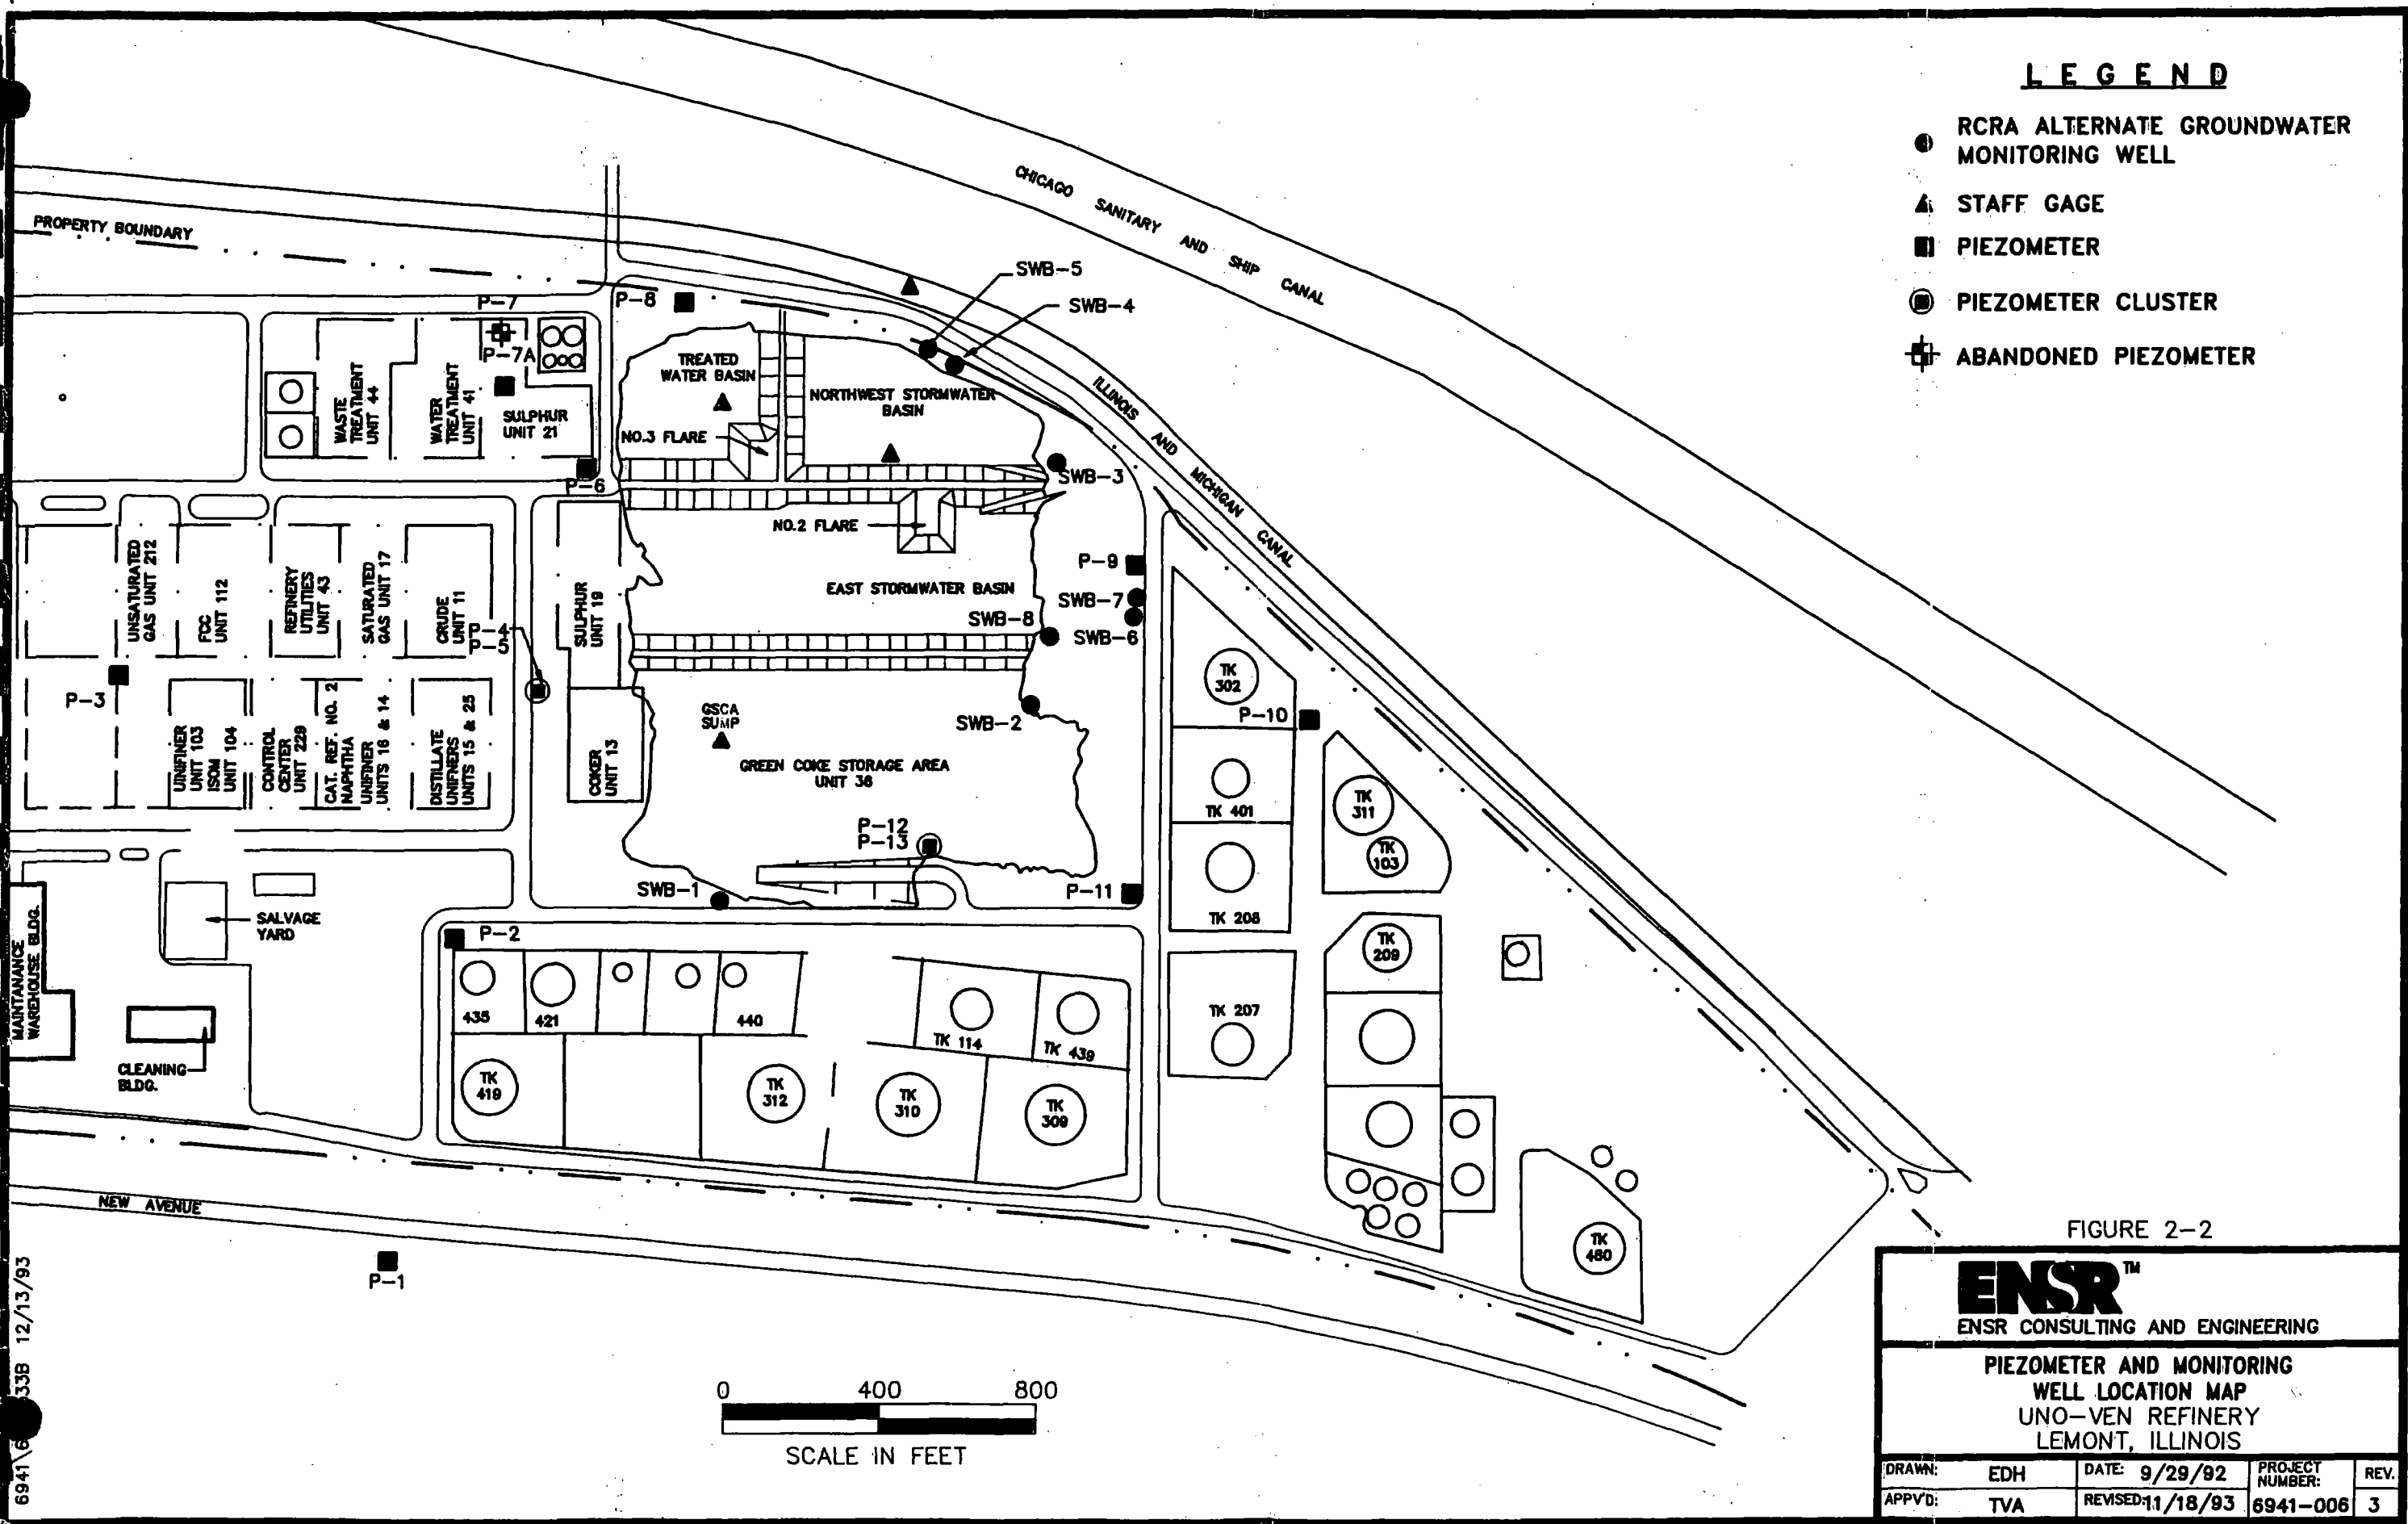 L E G E N D
RCRA ALTERNATE GROUNDWATER
MONITORING WELL
STAFF GAGE
PIEZOMETER
PIEZOMETER CLUSTER
ABANDONED PIEZOMETER
CHICAGO SANITARY AND SHIP CANAL
PROPERTY BOUNDARY
ILLINOIS AND MICHIGAN CANAL
SWB-5
SWB-4
P-8
P-7
P-7A
TREATED
WATER BASIN
NORTHWEST STORMWATER
BASIN
WASTE
TREATMENT
UNIT 44
WATER
TREATMENT
UNIT 41
SULPHUR
UNIT 21
NO.3 FLARE
P-6
SWB-3
NO.2 FLARE
UNSATURATED
GAS UNIT 212
FCC
UNIT 112
REFINERY
UTILITIES
UNIT 43
SATURATED
GAS UNIT 17
CRUDE
UNIT 11
P-4
P-5
SULPHUR
UNIT 19
EAST STORMWATER BASIN
P-9
SWB-7
SWB-8
SWB-6
P-3
UNIFINER
UNIT 103
ISOM
UNIT 104
CONTROL
CENTER
UNIT 229
CAT. REF. NO. 2
NAPHTHA
UNIFINER
UNITS 16 & 14
DISTILLATE
UNIFNERS
UNITS 15 & 25
COKER
UNIT 13
GSCA
SUMP
SWB-2
GREEN COKE STORAGE AREA
UNIT 36
TK
302
P-10
TK 401
TK
311
TK
103
P-12
P-13
SWB-1
P-11
TK 208
SALVAGE
YARD
MAINTANANCE
WAREHOUSE BLDG.
P-2
TK
209
435
421
440
TK 114
TK 439
TK 207
CLEANING
BLDG.
TK
419
TK
312
TK
310
TK
309
TK
480
NEW AVENUE
P-1
0 400 800
SCALE IN FEET
33B 12/13/93
FIGURE 2-2
ENSR™
ENSR CONSULTING AND ENGINEERING
PIEZOMETER AND MONITORING
WELL LOCATION MAP
UNO-VEN REFINERY
LEMONT, ILLINOIS
DRAWN: EDH DATE: 9/29/92 PROJECT NUMBER: REV.
APPV'D: TVA REVISED: 11/18/93 6941-006 3